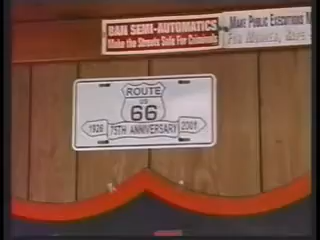 BAN SEMI-AUTOMATICS
Make the Streets Safe For Criminals
MAKE PUBLIC EXECUTIONS
ROUTE
US
66
1926 75TH ANNIVERSARY 2001